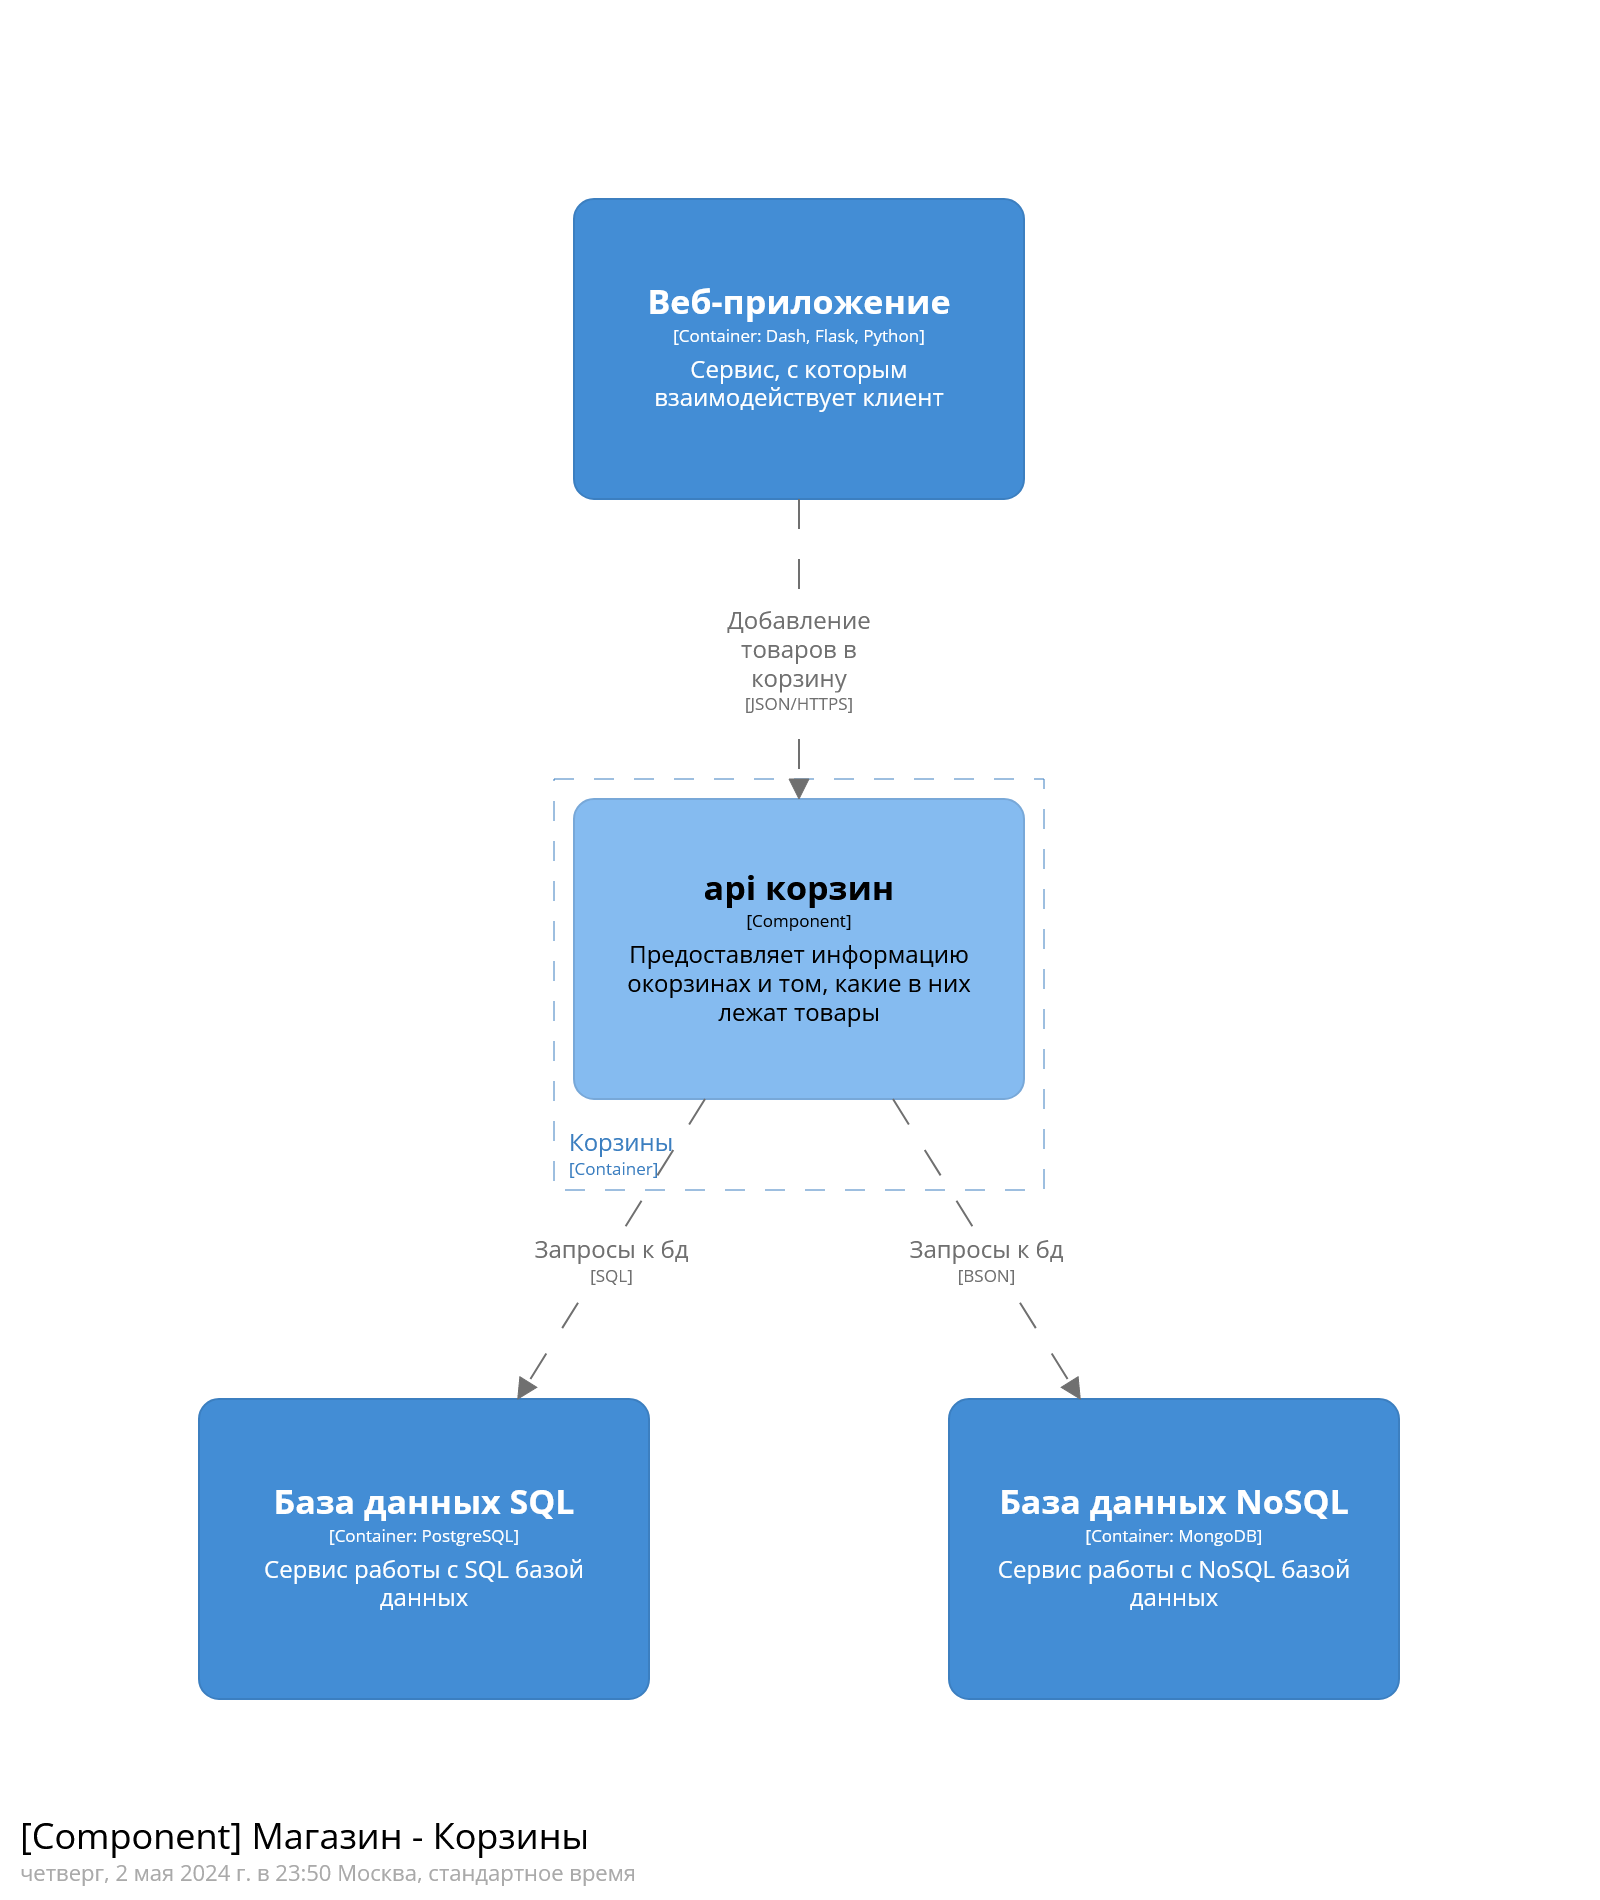 Веб-приложение
[Container: Dash, Flask, Python]
Сервис, с которым
взаимодействует клиент
Добавление
товаров в
корзину
[JSON/HTTPS]
api корзин
[Component]
Предоставляет информацию
окорзинах и том, какие в них
лежат товары
Корзины
[Container]
Запросы к бд
[SQL]
Запросы к бд
[BSON]
База данных SQL
[Container: PostgreSQL]
Сервис работы с SQL базой
данных
База данных NoSQL
[Container: MongoDB]
Сервис работы с NoSQL базой
данных
[Component] Магазин - Корзины
четверг, 2 мая 2024 г. в 23:50 Москва, стандартное время